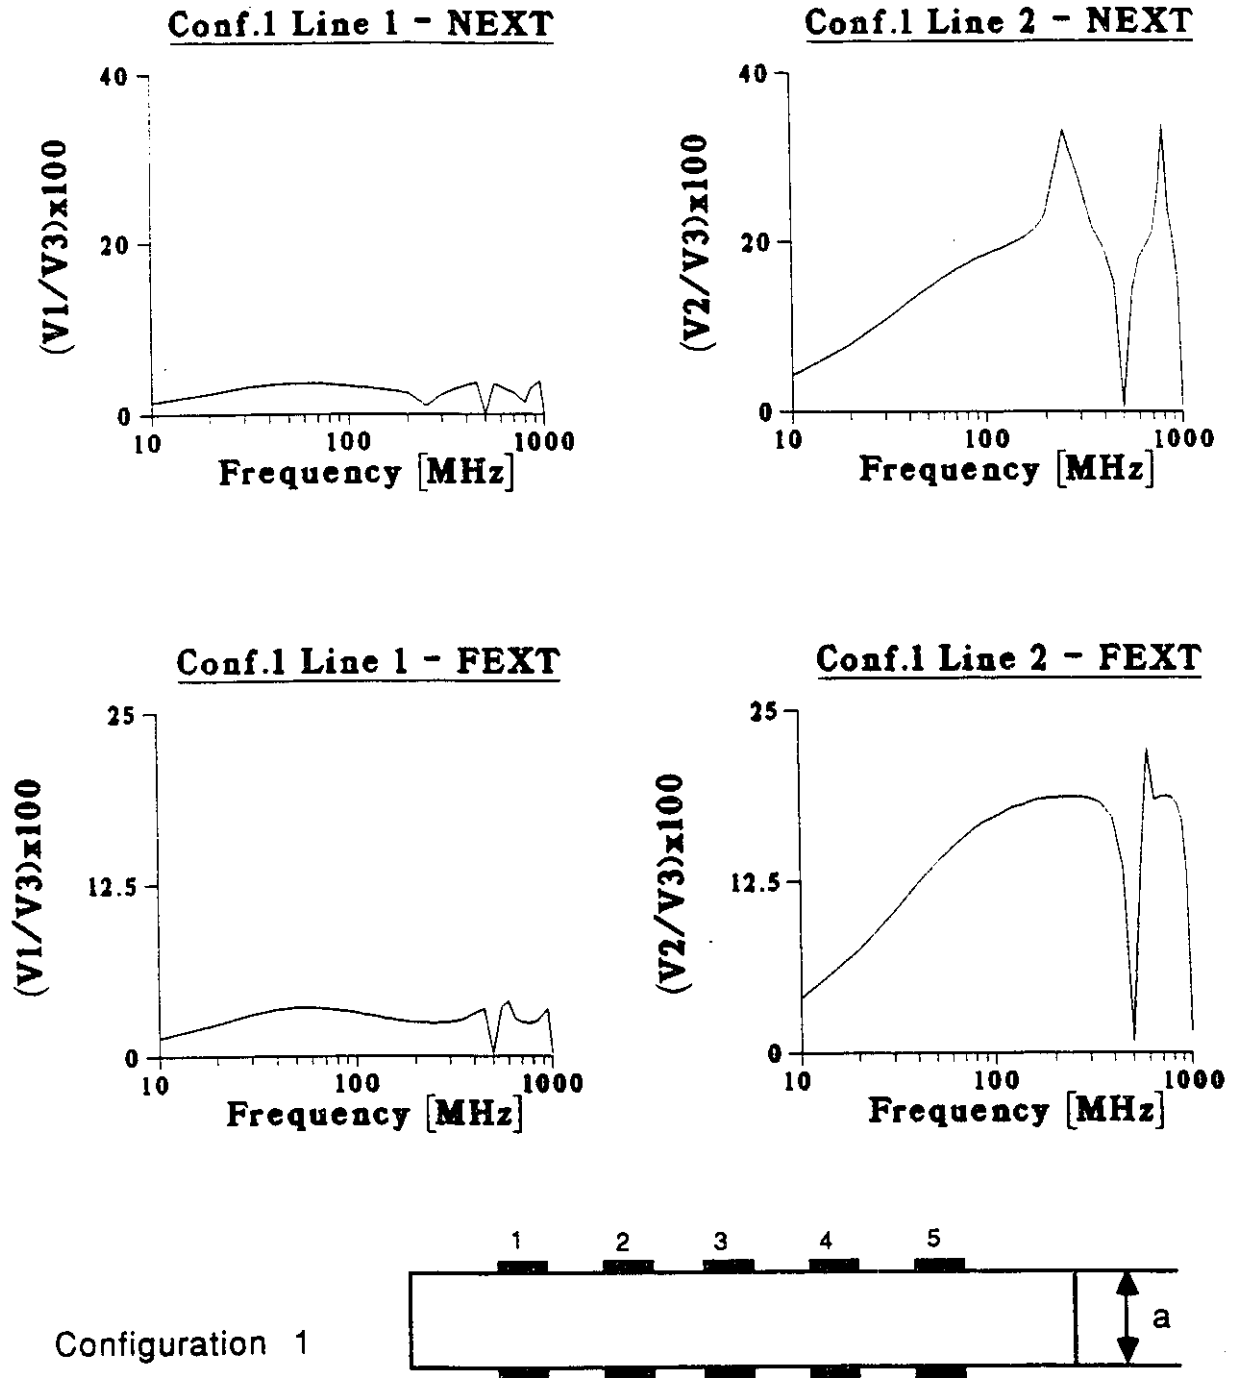 Conf.1 Line 1 - NEXT
40
20
0
(V1/V3)x100
10 100 1000
Frequency [MHz]
Conf.1 Line 2 - NEXT
40
20
0
(V2/V3)x100
10 100 1000
Frequency [MHz]
Conf.1 Line 1 - FEXT
25
12.5
0
(V1/V3)x100
10 100 1000
Frequency [MHz]
Conf.1 Line 2 - FEXT
25
12.5
0
(V2/V3)x100
10 100 1000
Frequency [MHz]
1 2 3 4 5
a
Configuration 1